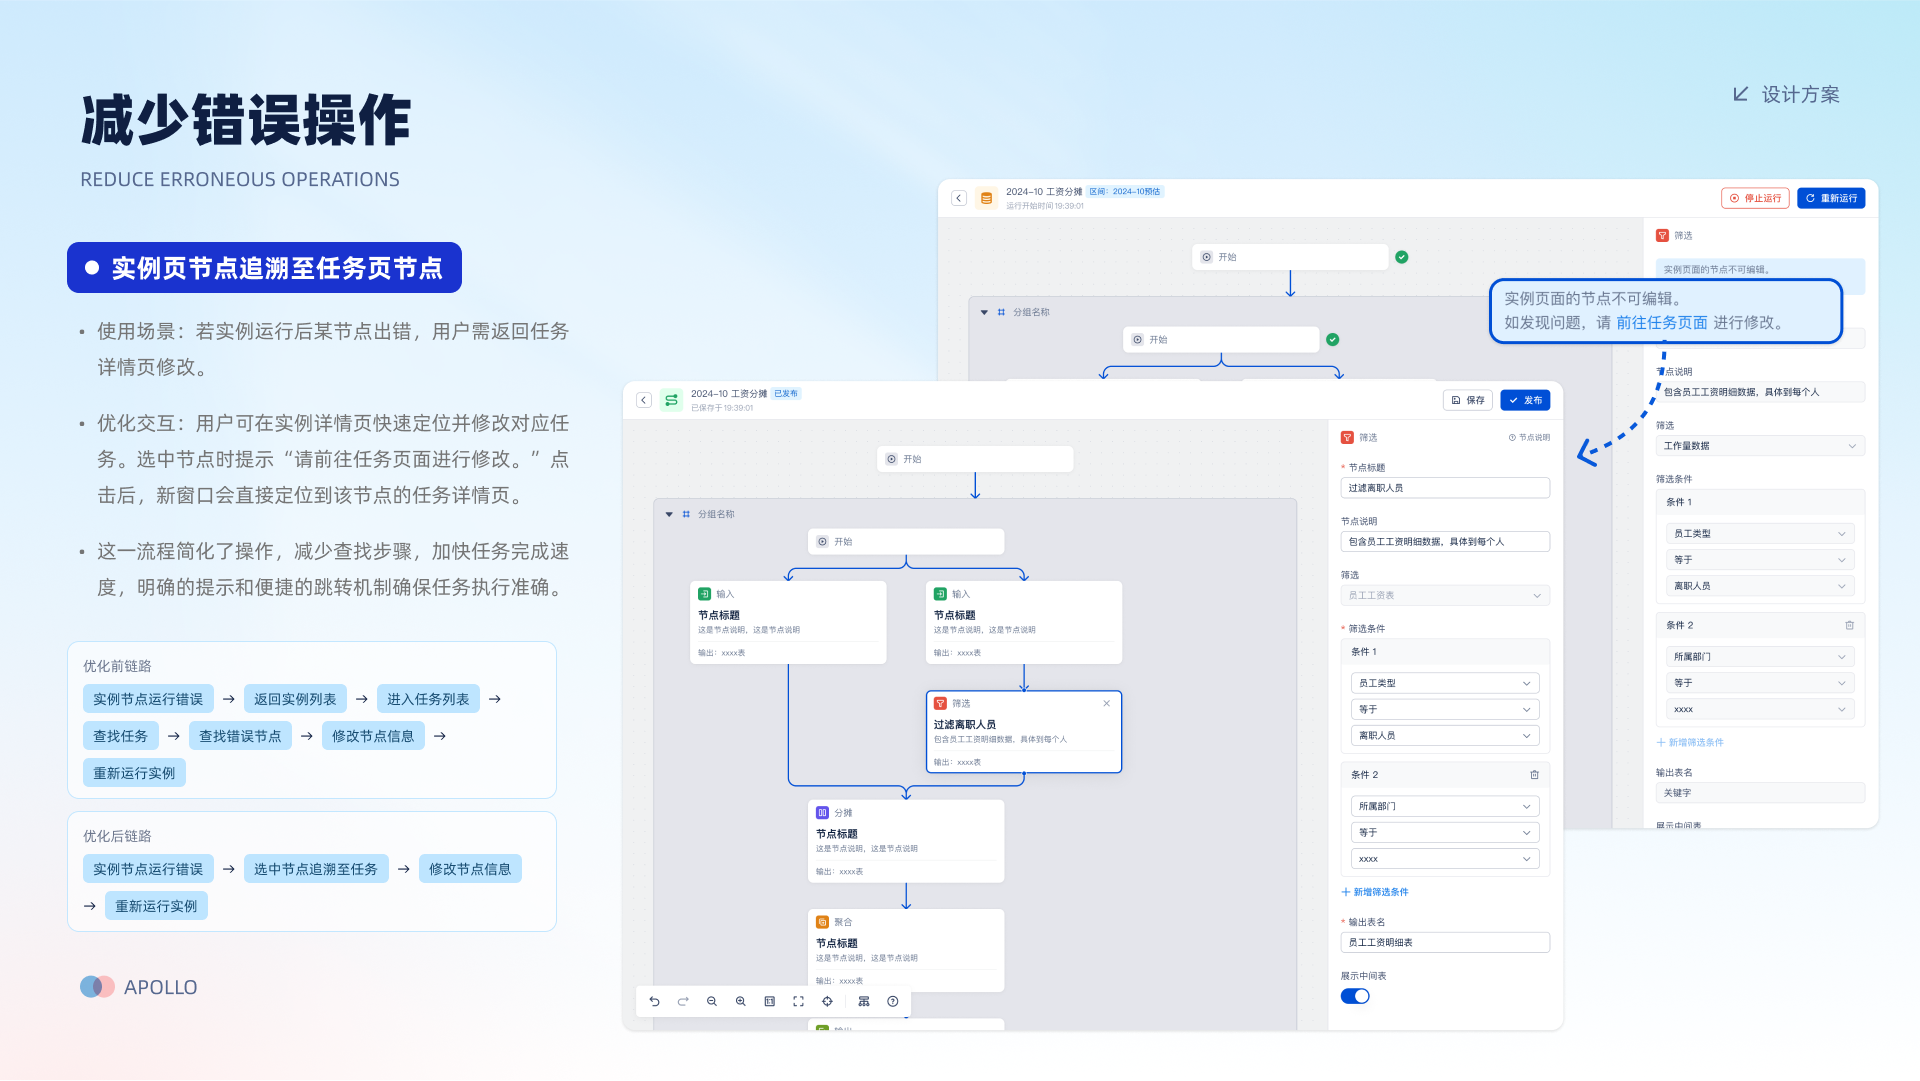 减少错误操作
REDUCE ERRONEOUS OPERATIONS
设计方案
实例页节点追溯至任务页节点
• 使用场景：若实例运行后某节点出错，用户需返回任务
详情页修改。
• 优化交互：用户可在实例详情页快速定位并修改对应任
务。选中节点时提示“请前往任务页面进行修改。”点
击后，新窗口会直接定位到该节点的任务详情页。
• 这一流程简化了操作，减少查找步骤，加快任务完成速
度，明确的提示和便捷的跳转机制确保任务执行准确。
优化前链路
实例节点运行错误 → 返回实例列表 → 进入任务列表 →
查找任务 → 查找错误节点 → 修改节点信息 →
重新运行实例
优化后链路
实例节点运行错误 → 选中节点追溯至任务 → 修改节点信息
→ 重新运行实例
APOLLO
2024-10 工资分摊 区间：2024-10预估
运行开始时间 19:39:01
停止运行
重新运行
开始
分组名称
开始
筛选
实例页面的节点不可编辑。
实例页面的节点不可编辑。
如发现问题，请 前往任务页面 进行修改。
节点说明
包含员工工资明细数据，具体到每个人
筛选
工作量数据
筛选条件
条件 1
员工类型
等于
离职人员
条件 2
所属部门
等于
xxxx
新增筛选条件
输出表名
关键字
展示中间表
2024-10 工资分摊 已发布
已保存于 19:39:01
保存
发布
开始
分组名称
开始
输入
节点标题
这是节点说明，这是节点说明
输出：xxxx表
输入
节点标题
这是节点说明，这是节点说明
输出：xxxx表
筛选
过滤离职人员
包含员工工资明细数据，具体到每个人
输出：xxxx表
分摊
节点标题
这是节点说明，这是节点说明
输出：xxxx表
聚合
节点标题
这是节点说明，这是节点说明
输出：xxxx表
筛选
节点说明
* 节点标题
过滤离职人员
节点说明
包含员工工资明细数据，具体到每个人
筛选
员工工资表
* 筛选条件
条件 1
员工类型
等于
离职人员
条件 2
所属部门
等于
xxxx
新增筛选条件
* 输出表名
员工工资明细表
展示中间表